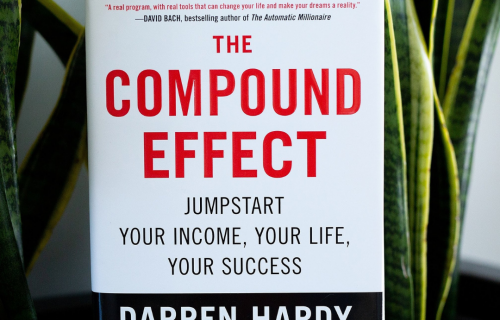 "A real program, with real tools that can change your life and make your dreams a reality."
—DAVID BACH, bestselling author of The Automatic Millionaire
THE
COMPOUND
EFFECT
JUMPSTART
YOUR INCOME, YOUR LIFE,
YOUR SUCCESS
DARREN HARDY